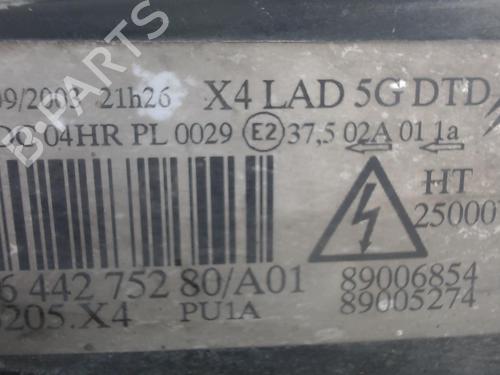 09/2003 21h26 X4 LAD 5G DTD
04HR PL 0029 E2 37,5 02A 01 1a
HT
25000
6 442 752 80/A01 89006854
205.X4 PU1A 89005274
B-PARTS